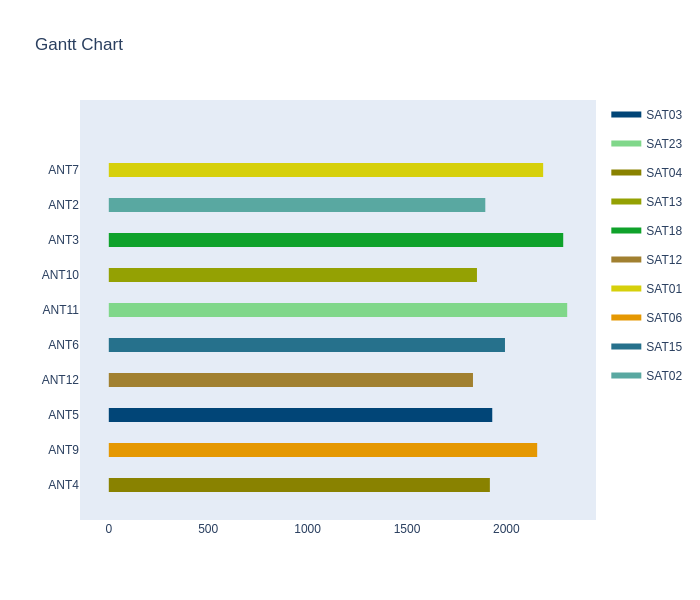 Gantt Chart
ANT7
ANT2
ANT3
ANT10
ANT11
ANT6
ANT12
ANT5
ANT9
ANT4
0 500 1000 1500 2000
SAT03
SAT23
SAT04
SAT13
SAT18
SAT12
SAT01
SAT06
SAT15
SAT02